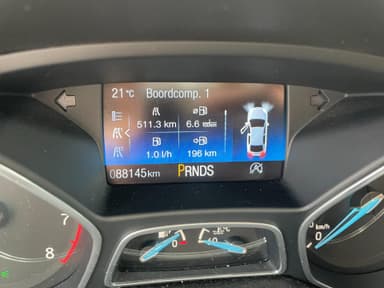 21°C Boordcomp. 1
511.3 km 6.6
1.0 l/h 196 km
088145km PRNDS
7
8
0
km/h
0